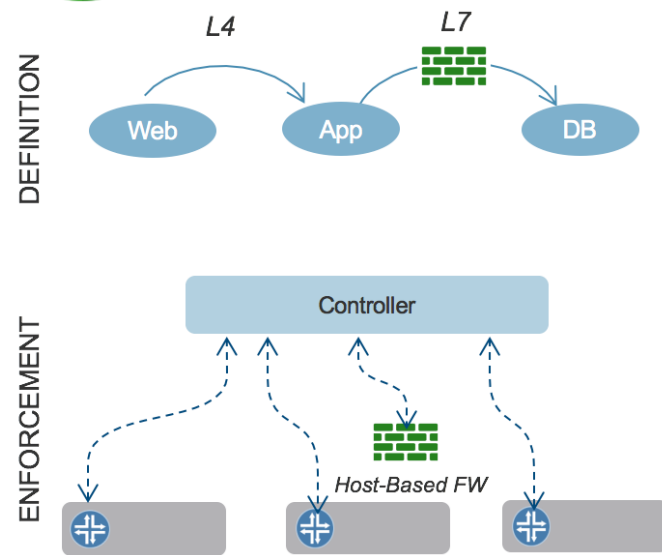 L4
L7
DEFINITION
Web
App
DB
ENFORCEMENT
Controller
Host-Based FW